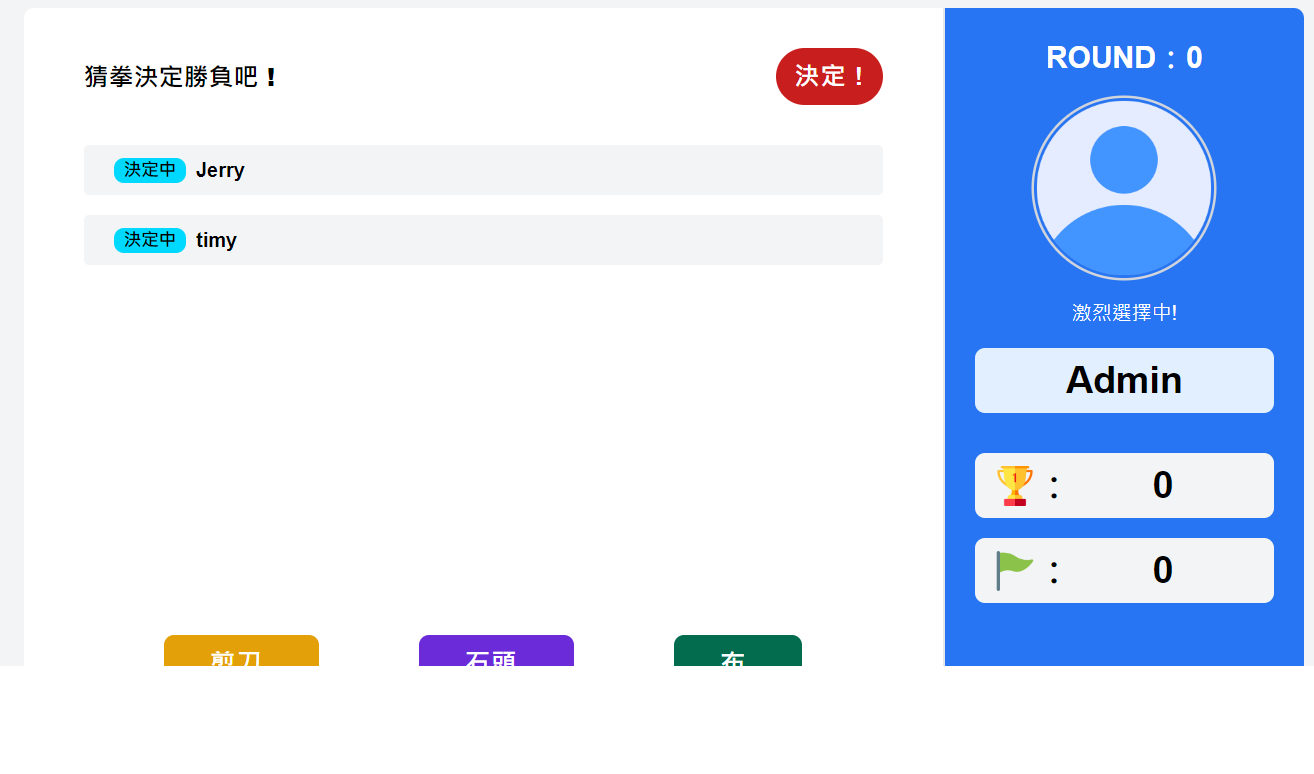 猜拳決定勝負吧！
決定！
決定中 Jerry
決定中 timy
剪刀
石頭
布
ROUND：0
激烈選擇中!
Admin
1 ： 0
： 0